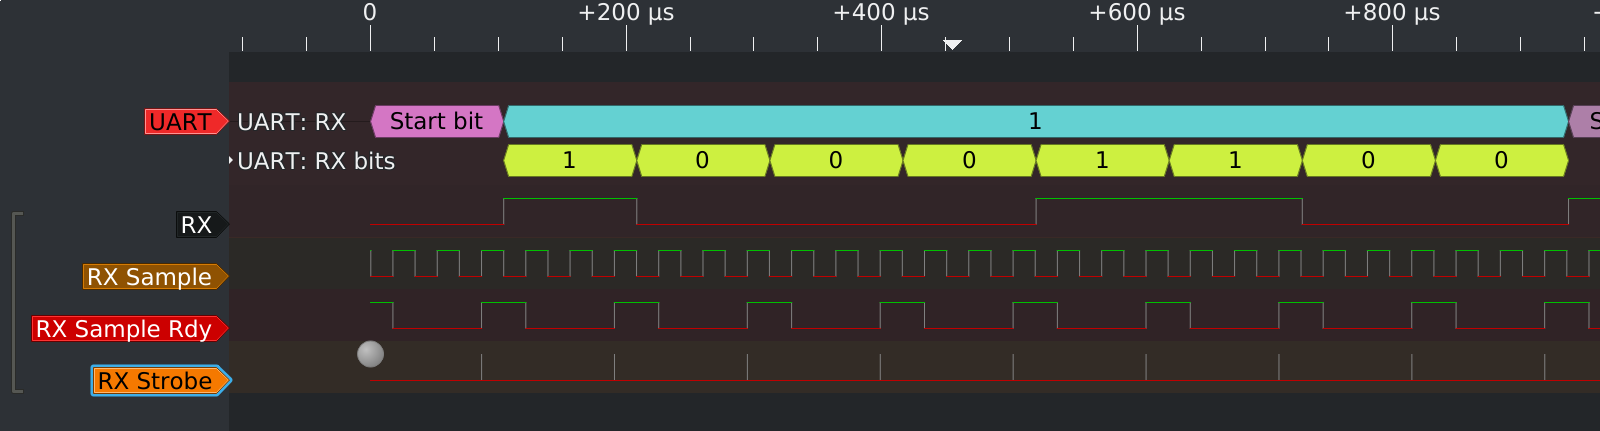 0 +200 µs +400 µs +600 µs +800 µs
UART UART: RX Start bit 1 S
UART: RX bits 1 0 0 0 1 1 0 0
RX
RX Sample
RX Sample Rdy
RX Strobe